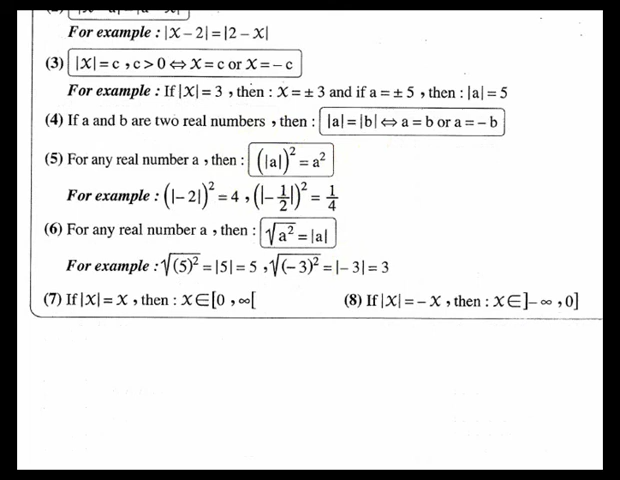 For example : |X – 2| = |2 – X|
(3) |X| = c , c > 0 ⇔ X = c or X = – c
For example : If |X| = 3 , then : X = ± 3 and if a = ± 5 , then : |a| = 5
(4) If a and b are two real numbers , then : |a| = |b| ⇔ a = b or a = – b
(5) For any real number a , then : (|a|)² = a²
For example : (|– 2|)² = 4 , (|– 1/2|)² = 1/4
(6) For any real number a , then : √a² = |a|
For example : √(5)² = |5| = 5 , √(– 3)² = |– 3| = 3
(7) If |X| = X , then : X ∈ [0 , ∞[ (8) If |X| = – X , then : X ∈ ]– ∞ , 0]